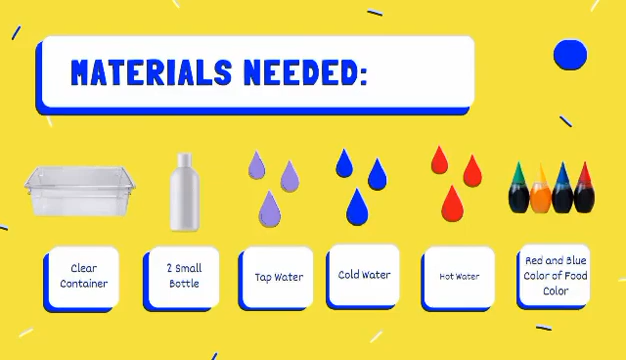 MATERIALS NEEDED:
Clear
Container
2 Small
Bottle
Tap Water
Cold Water
Hot Water
Red and Blue
Color of Food
Color